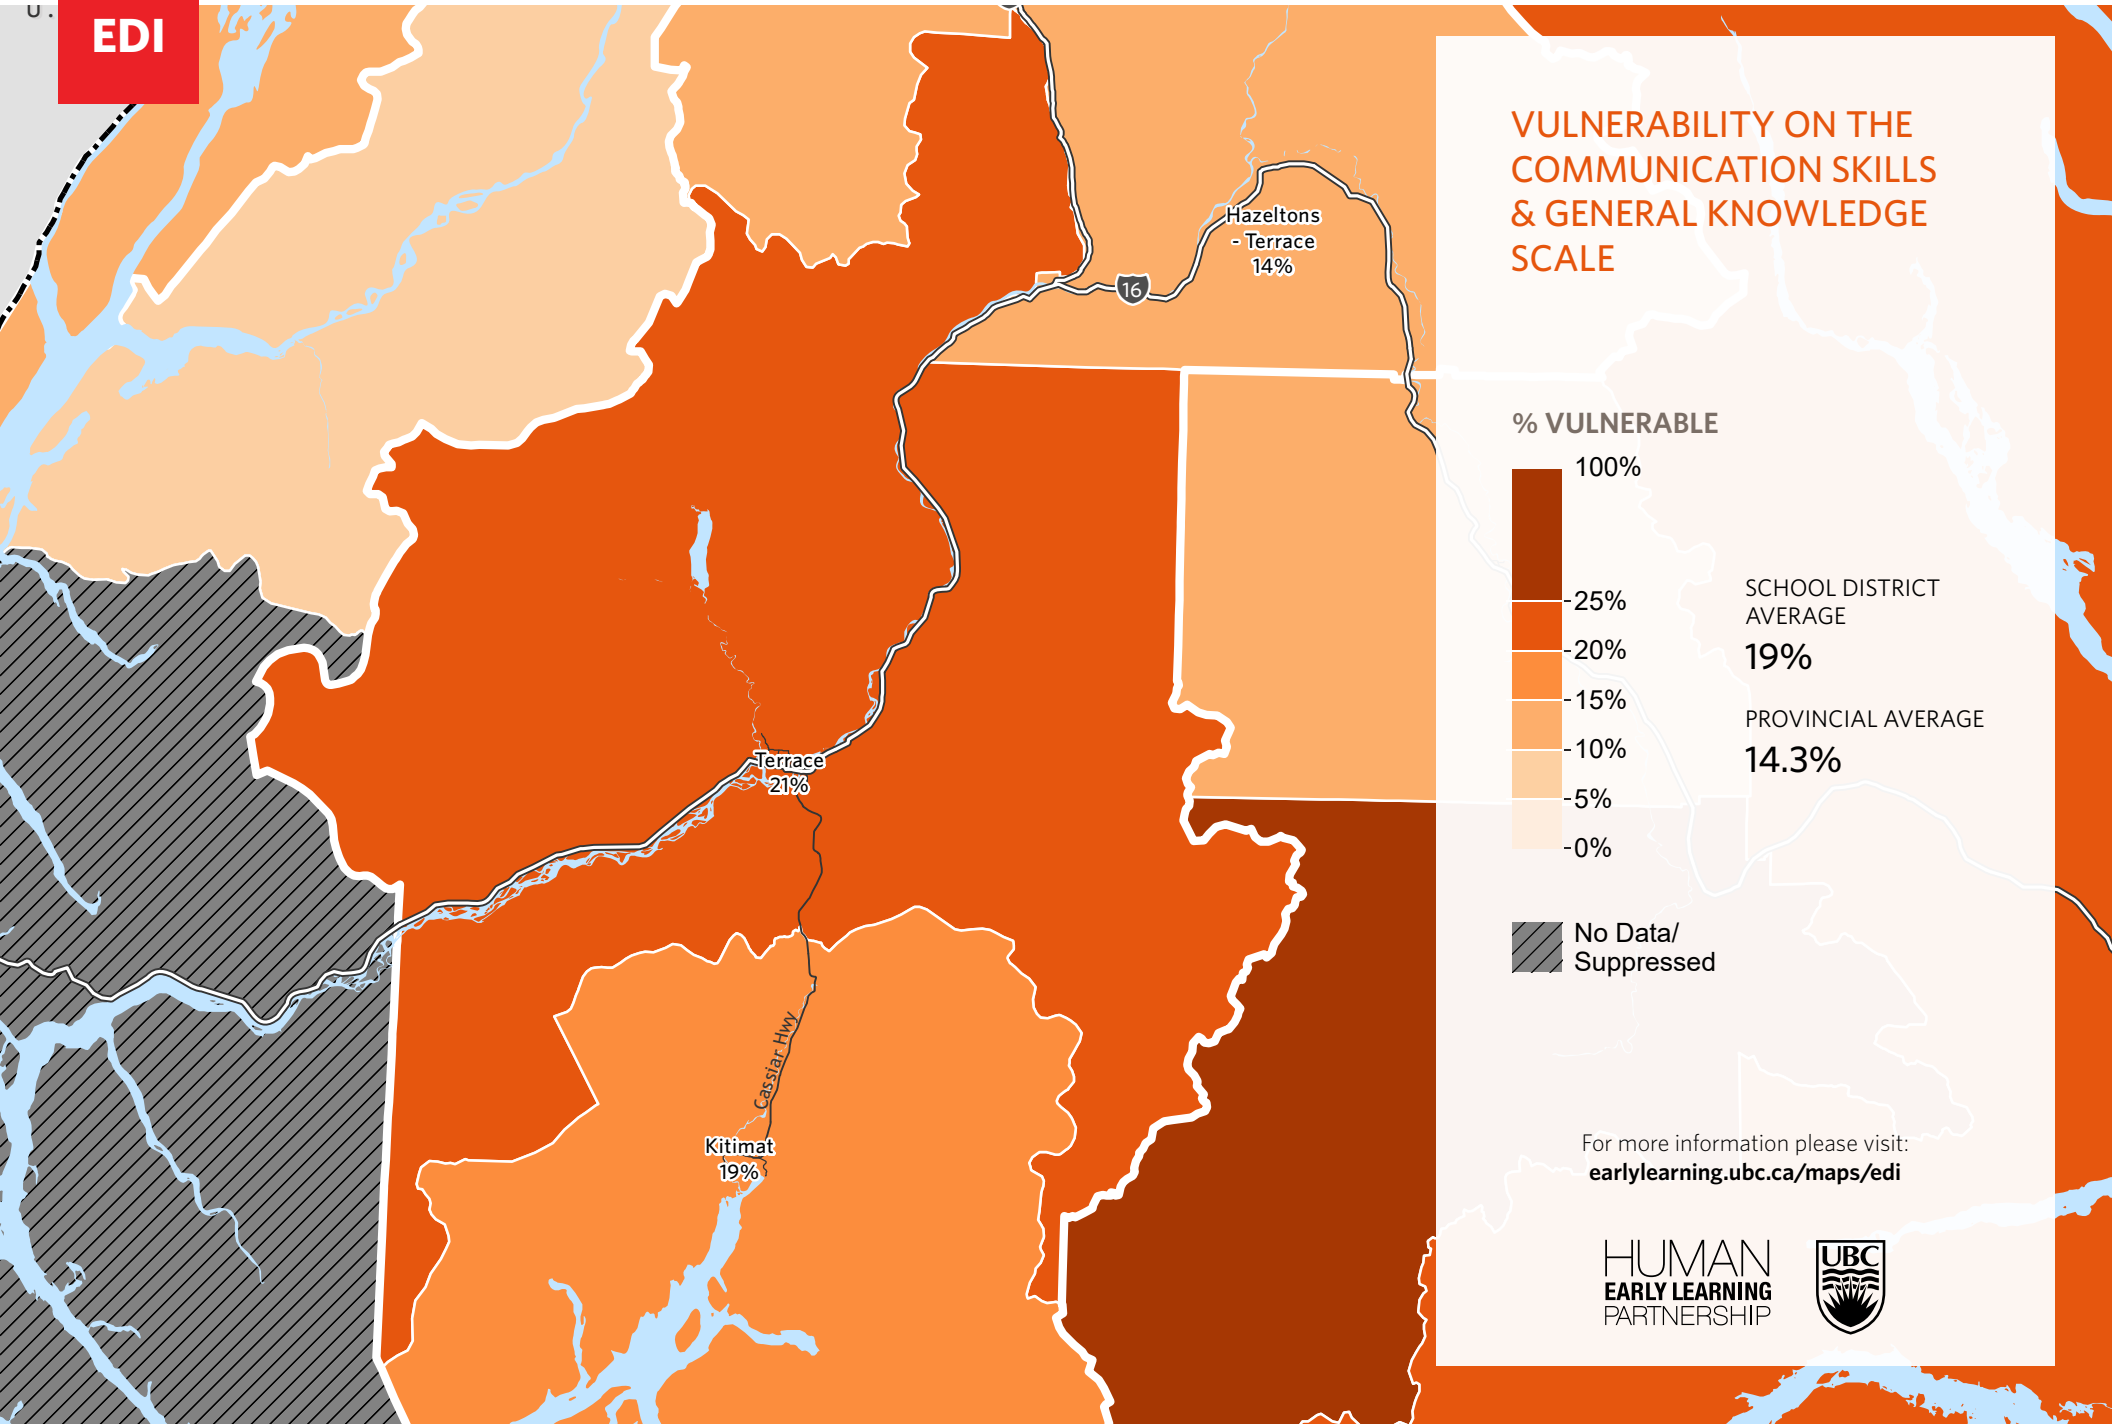 U.
EDI
Hazeltons
- Terrace
14%
16
Terrace
21%
Cassiar Hwy
Kitimat
19%
VULNERABILITY ON THE
COMMUNICATION SKILLS
& GENERAL KNOWLEDGE
SCALE
% VULNERABLE
100%
25%
20%
15%
10%
5%
0%
SCHOOL DISTRICT
AVERAGE
19%
PROVINCIAL AVERAGE
14.3%
No Data/
Suppressed
For more information please visit:
earlylearning.ubc.ca/maps/edi
HUMAN
EARLY LEARNING
PARTNERSHIP
UBC